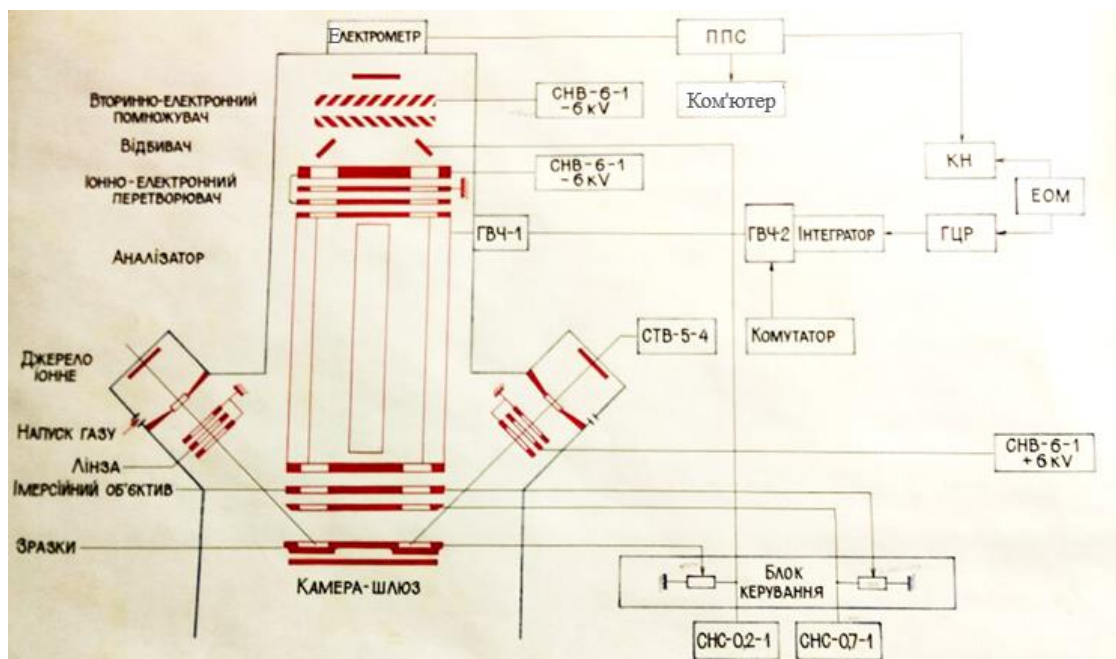 Електрометр
ППС
Вторинно-електронний
помножувач
СНВ-6-1
-6 kV
Ком'ютер
Відбивач
СНВ-6-1
-6 kV
КН
Іонно-електронний
перетворювач
ЕОМ
ГВЧ-1
ГВЧ-2
Інтегратор
ГЦР
Аналізатор
СТВ-5-4
Комутатор
Джерело
іонне
Напуск газу
Лінза
СНВ-6-1
+6 kV
Імерсійний об'єктив
Зразки
Камера-шлюз
Блок
керування
СНС-0,2-1
СНС-0,7-1